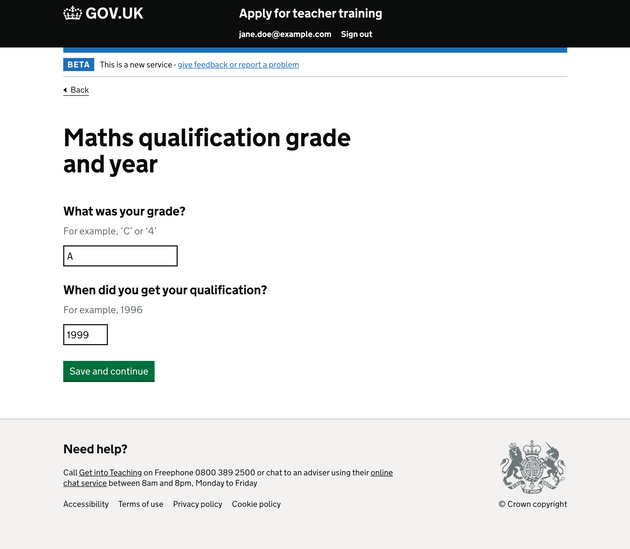 GOV.UK
Apply for teacher training
jane.doe@example.com Sign out
BETA This is a new service - give feedback or report a problem
Back
Maths qualification grade
and year
What was your grade?
For example, ‘C’ or ‘4’
A
When did you get your qualification?
For example, 1996
1999
Save and continue
Need help?
Call Get into Teaching on Freephone 0800 389 2500 or chat to an adviser using their online
chat service between 8am and 8pm, Monday to Friday
Accessibility Terms of use Privacy policy Cookie policy
© Crown copyright